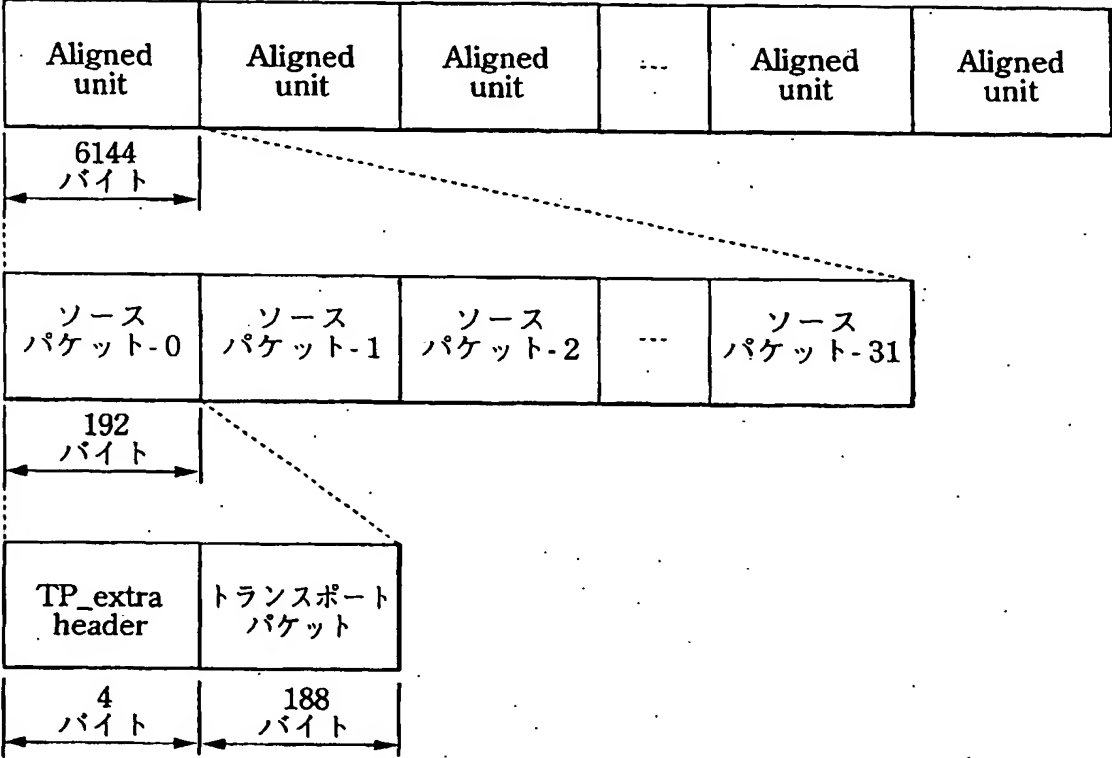 Aligned
unit
Aligned
unit
Aligned
unit
...
Aligned
unit
Aligned
unit
6144
バイト
ソース
パケット-0
ソース
パケット-1
ソース
パケット-2
...
ソース
パケット-31
192
バイト
TP_extra
header
トランスポート
パケット
4
バイト
188
バイト